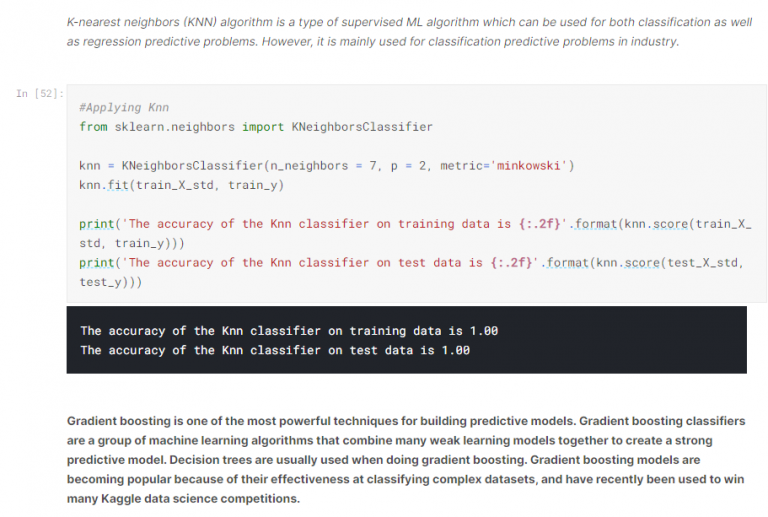 K-nearest neighbors (KNN) algorithm is a type of supervised ML algorithm which can be used for both classification as well
as regression predictive problems. However, it is mainly used for classification predictive problems in industry.
In [52]:
#Applying Knn
from sklearn.neighbors import KNeighborsClassifier
knn = KNeighborsClassifier(n_neighbors = 7, p = 2, metric='minkowski')
knn.fit(train_X_std, train_y)
print('The accuracy of the Knn classifier on training data is {:.2f}'.format(knn.score(train_X_
std, train_y)))
print('The accuracy of the Knn classifier on test data is {:.2f}'.format(knn.score(test_X_std,
test_y)))
The accuracy of the Knn classifier on training data is 1.00
The accuracy of the Knn classifier on test data is 1.00
Gradient boosting is one of the most powerful techniques for building predictive models. Gradient boosting classifiers
are a group of machine learning algorithms that combine many weak learning models together to create a strong
predictive model. Decision trees are usually used when doing gradient boosting. Gradient boosting models are
becoming popular because of their effectiveness at classifying complex datasets, and have recently been used to win
many Kaggle data science competitions.